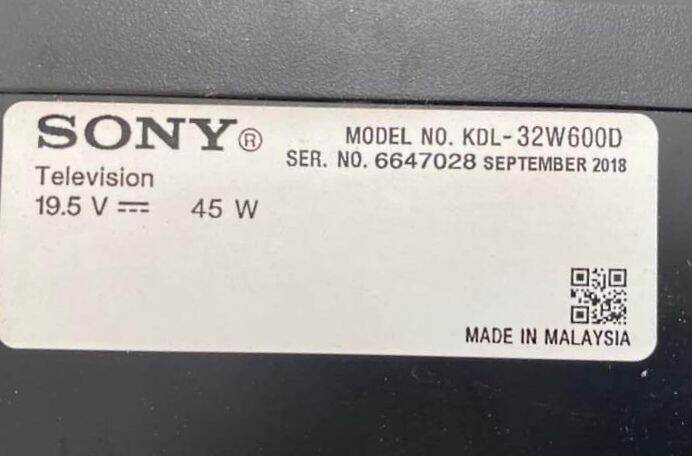 SONY®
MODEL NO. KDL-32W600D
SER. NO. 6647028 SEPTEMBER 2018
Television
19.5 V ⎓ 45 W
MADE IN MALAYSIA